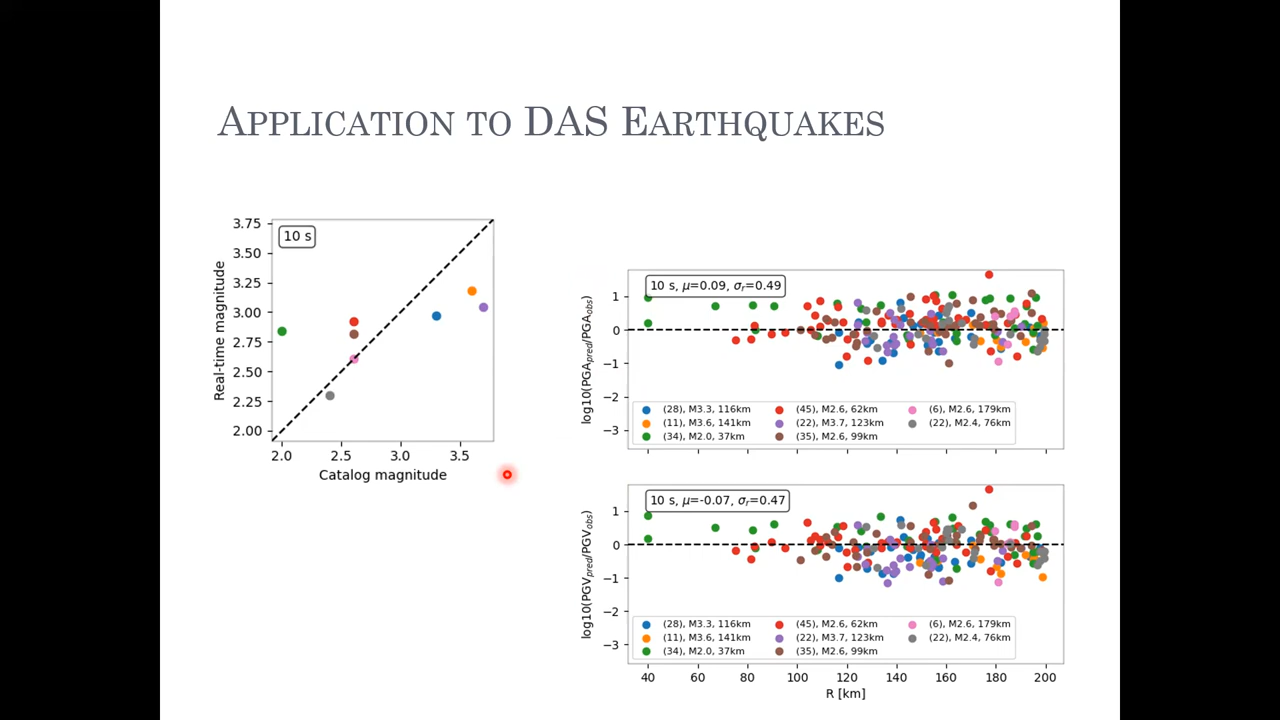 APPLICATION TO DAS EARTHQUAKES
10 s
3.75
3.50
3.25
3.00
2.75
2.50
2.25
2.00
Real-time magnitude
2.0 2.5 3.0 3.5
Catalog magnitude
10 s, μ=0.09, σr=0.49
1
0
−1
−2
−3
log10(PGApred/PGAobs)
(28), M3.3, 116km (45), M2.6, 62km (6), M2.6, 179km
(11), M3.6, 141km (22), M3.7, 123km (22), M2.4, 76km
(34), M2.0, 37km (35), M2.6, 99km
10 s, μ=-0.07, σr=0.47
1
0
−1
−2
−3
log10(PGVpred/PGVobs)
(28), M3.3, 116km (45), M2.6, 62km (6), M2.6, 179km
(11), M3.6, 141km (22), M3.7, 123km (22), M2.4, 76km
(34), M2.0, 37km (35), M2.6, 99km
40 60 80 100 120 140 160 180 200
R [km]